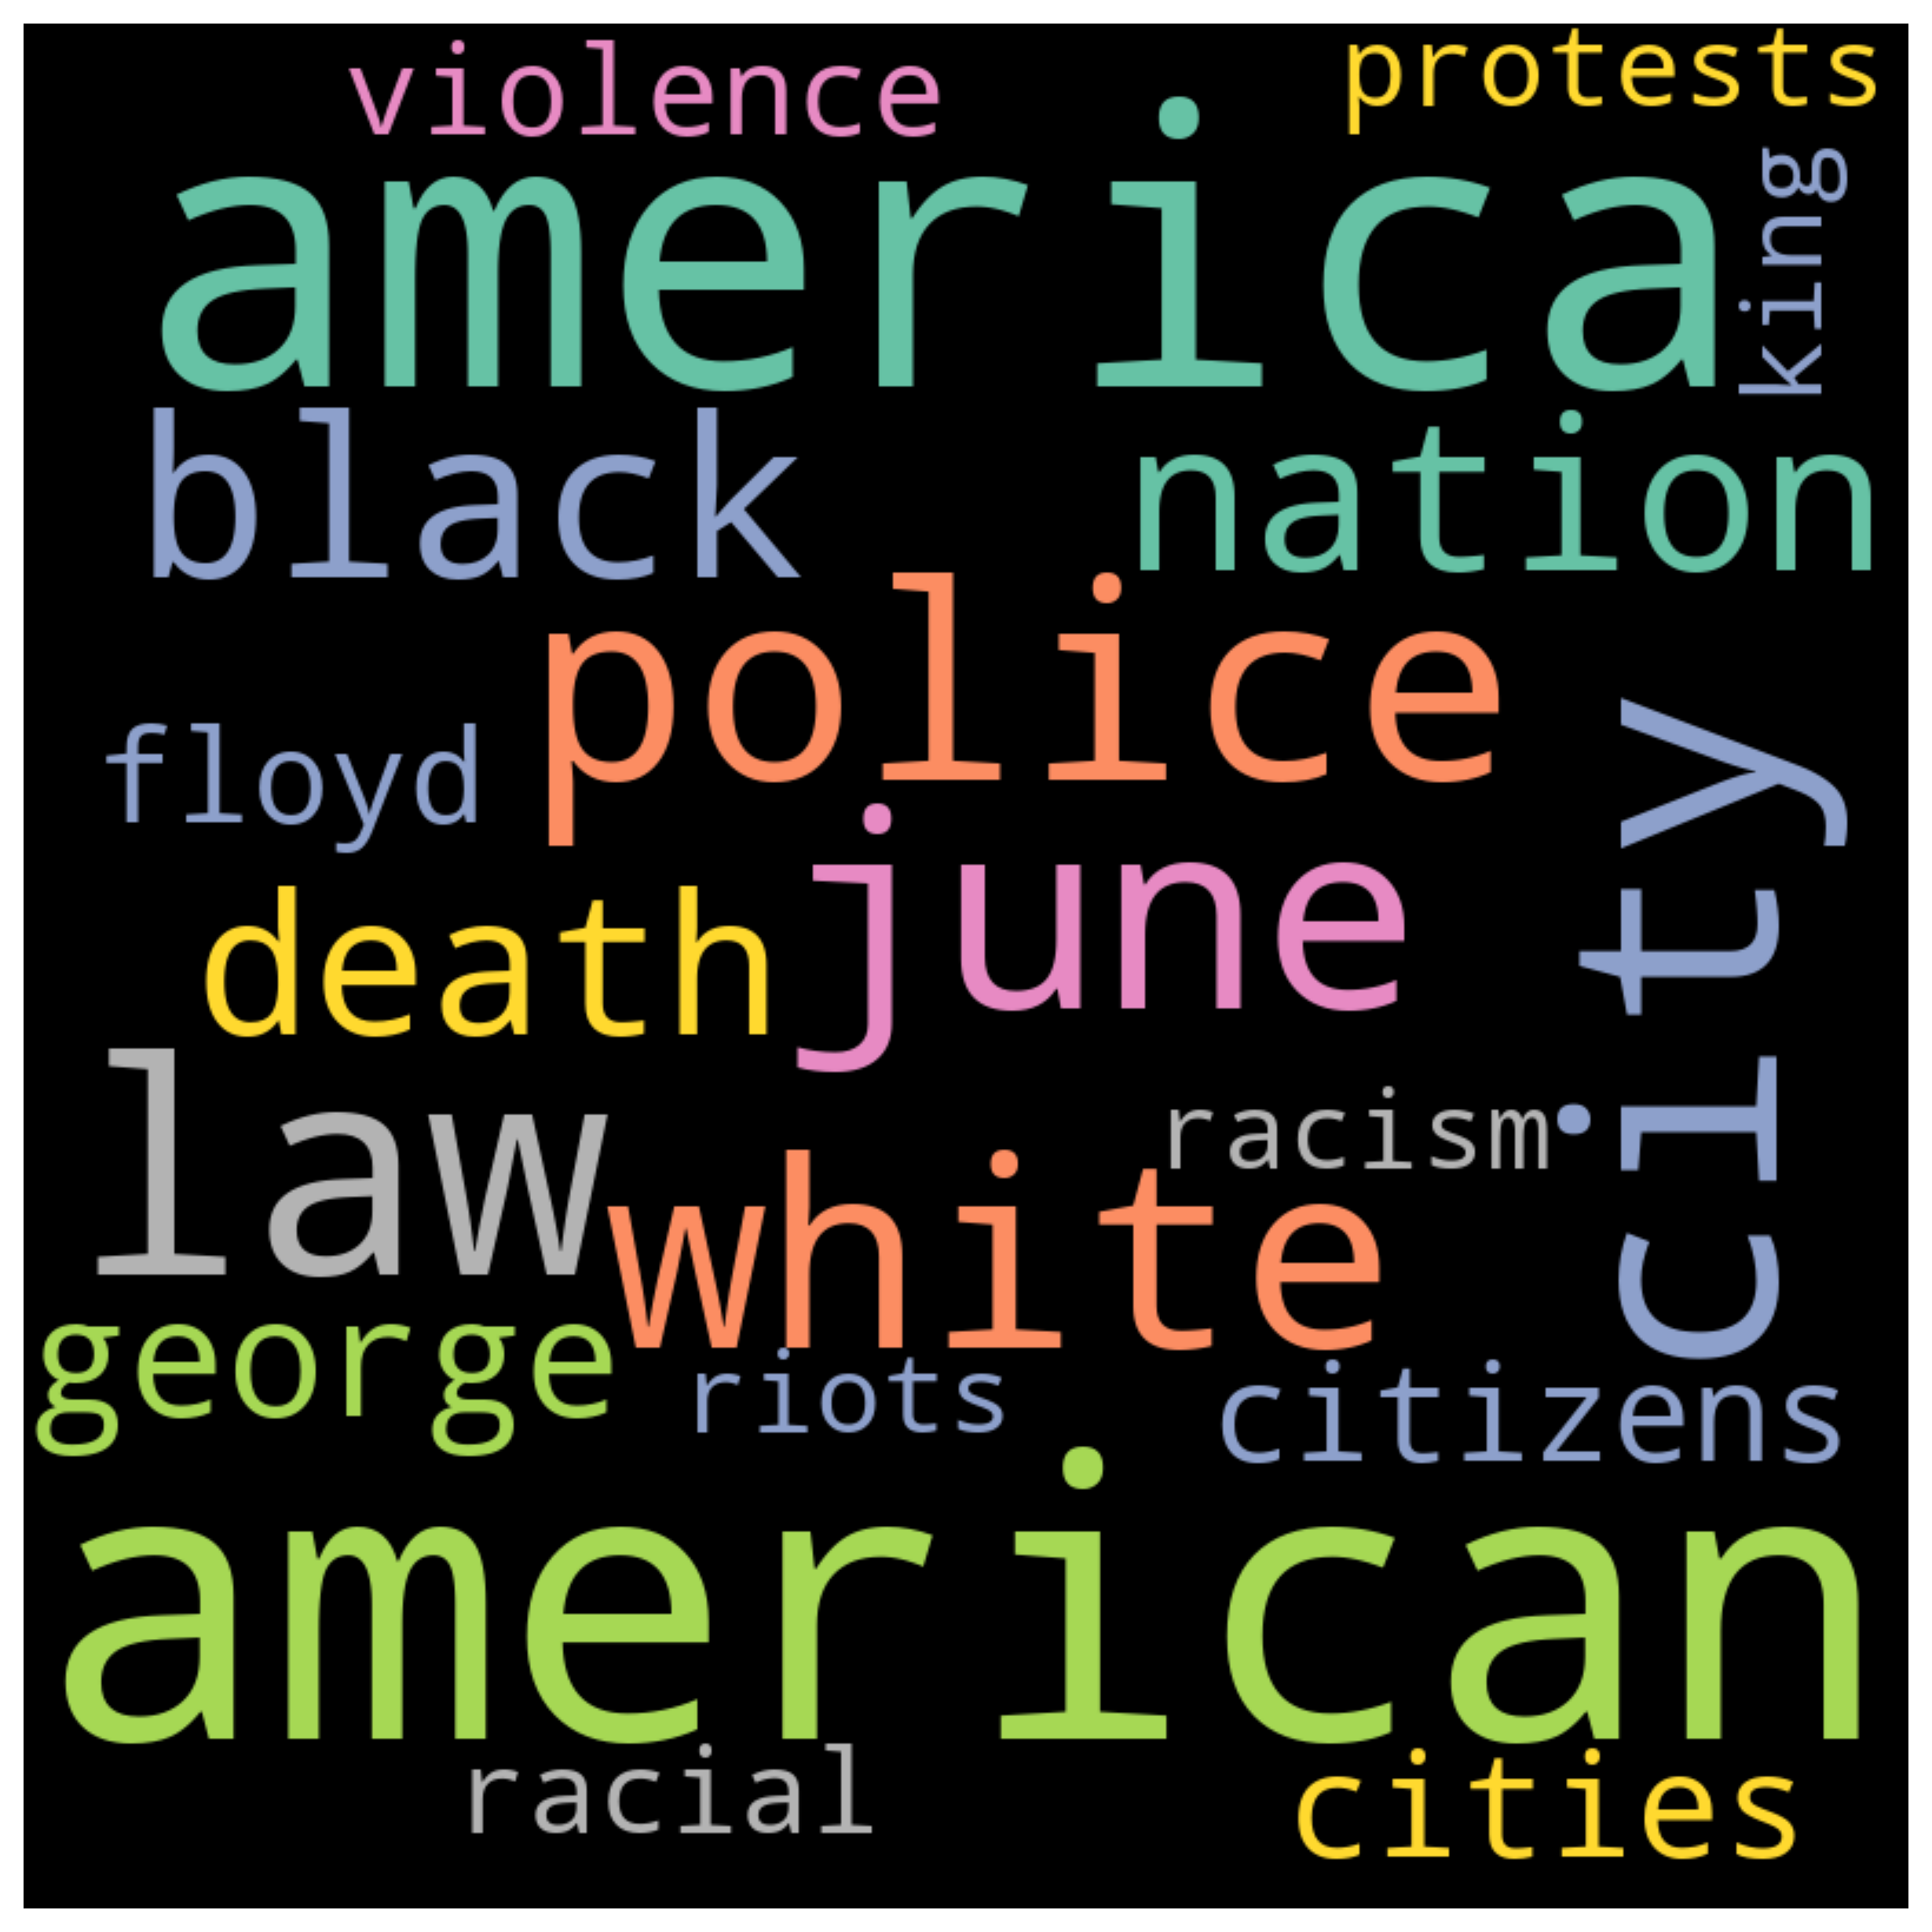 violence
protests
america
king
black
nation
police
floyd
city
june
death
law
racism
white
george
riots
citizens
american
racial
cities